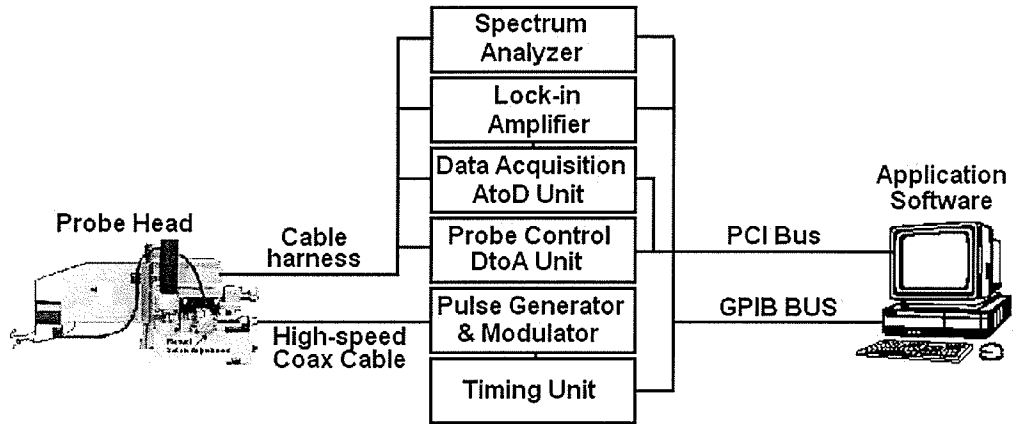 Spectrum
Analyzer
Lock-in
Amplifier
Data Acquisition
AtoD Unit
Probe Control
DtoA Unit
Pulse Generator
& Modulator
Timing Unit
Probe Head
Cable
harness
High-speed
Coax Cable
PCI Bus
GPIB BUS
Application
Software